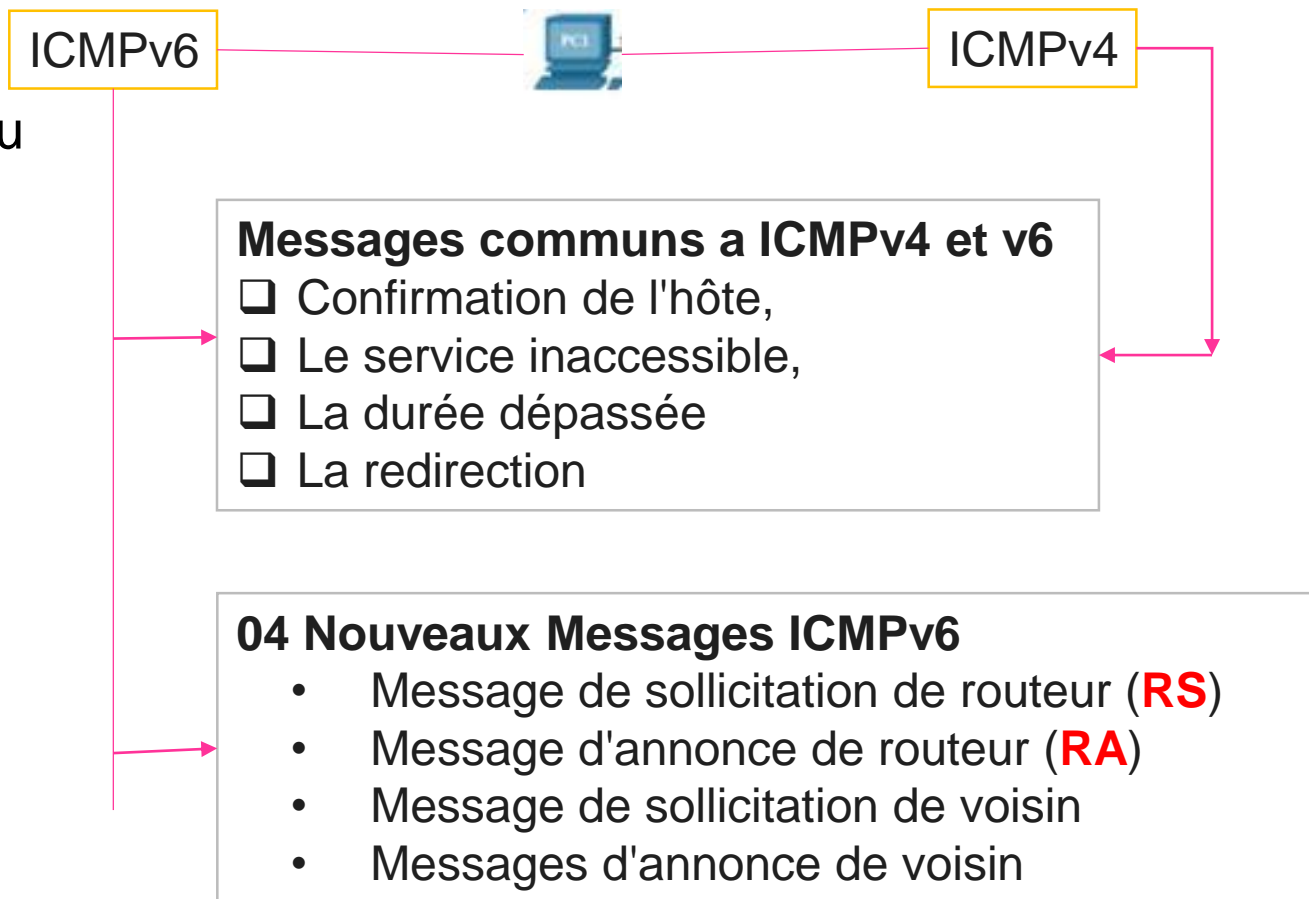 ICMPv6
PC1
ICMPv4
u
Messages communs a ICMPv4 et v6
❑ Confirmation de l'hôte,
❑ Le service inaccessible,
❑ La durée dépassée
❑ La redirection
04 Nouveaux Messages ICMPv6
• Message de sollicitation de routeur (RS)
• Message d'annonce de routeur (RA)
• Message de sollicitation de voisin
• Messages d'annonce de voisin